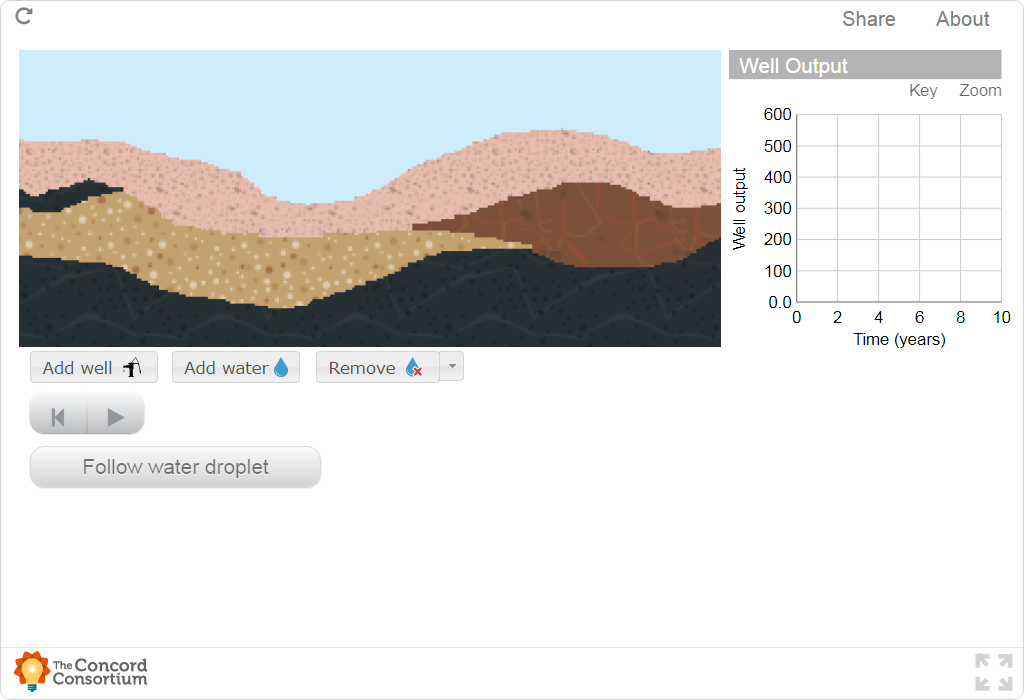 Share About
Well Output
Key Zoom
600
500
400
300
200
100
0.0
Well output
0 2 4 6 8 10
Time (years)
Add well Add water Remove
Follow water droplet
The Concord
Consortium